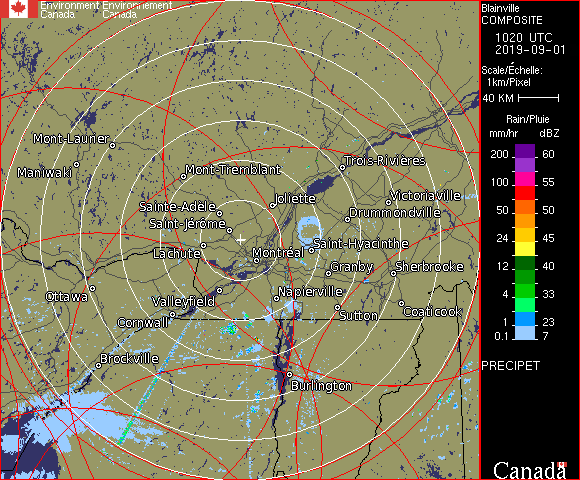 Environment Environnement
Canada Canada
Blainville
COMPOSITE
1020 UTC
2019-09-01
Scale/Échelle:
1km/Pixel
40 KM
Rain/Pluie
mm/hr dBZ
200 60
100 55
50 50
24 45
12 40
4 33
1 23
0.1 7
PRECIPET
Canada
Mont-Laurier
Maniwaki
Mont-Tremblant
Trois-Rivières
Joliette
Victoriaville
Sainte-Adele
Drummondville
Saint-Jérôme
Lachute
Montréal
Saint-Hyacinthe
Granby
Sherbrooke
Ottawa
Valleyfield
Napierville
Cornwall
Sutton
Coaticook
Brockville
Burlington